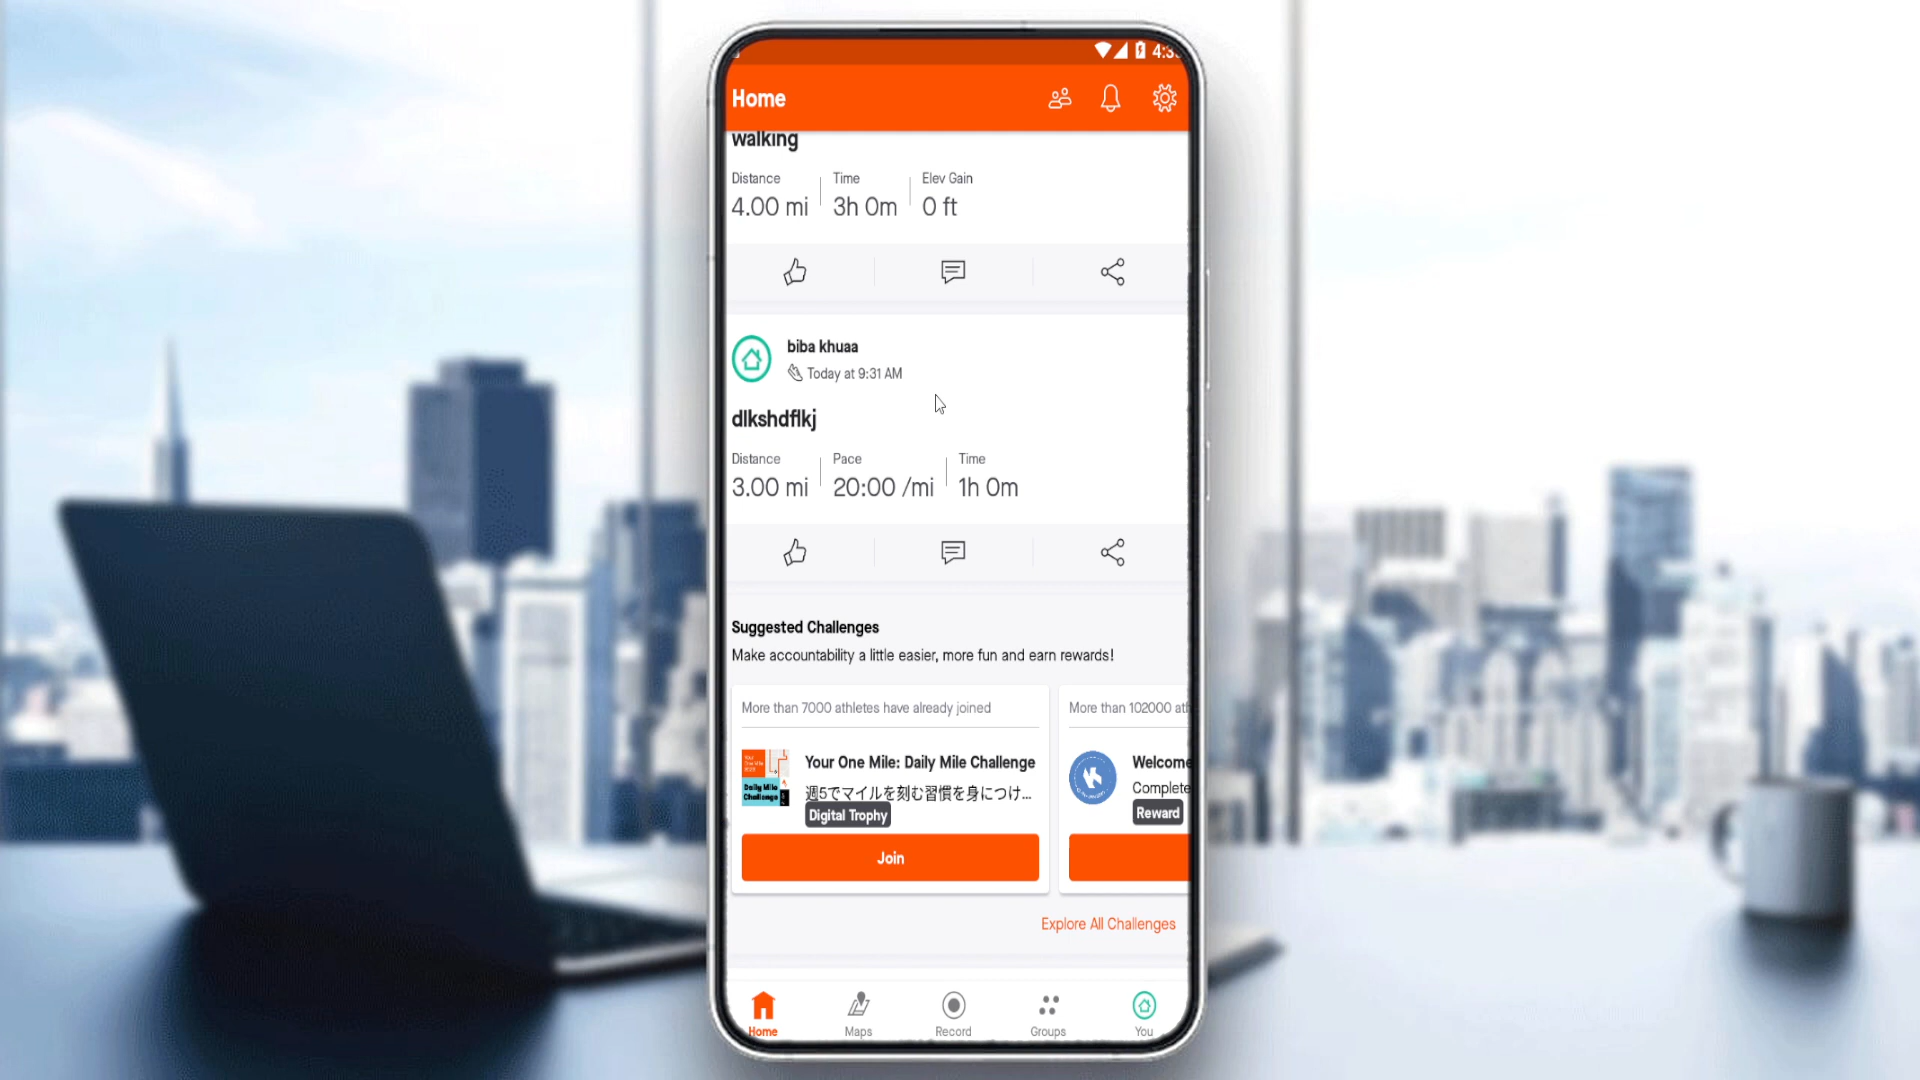 Home
walking
Distance Time Elev Gain
4.00 mi 3h 0m 0 ft
biba khuaa
Today at 9:31 AM
dlkshdflkj
Distance Pace Time
3.00 mi 20:00 /mi 1h 0m
Suggested Challenges
Make accountability a little easier, more fun and earn rewards!
More than 7000 athletes have already joined
Your One Mile: Daily Mile Challenge
週5でマイルを刻む習慣を身につけ...
Daily Mile
Challenge
Digital Trophy
Join
More than 102000
Welcome
Complete
Reward
Explore All Challenges
Home Maps Record Groups You